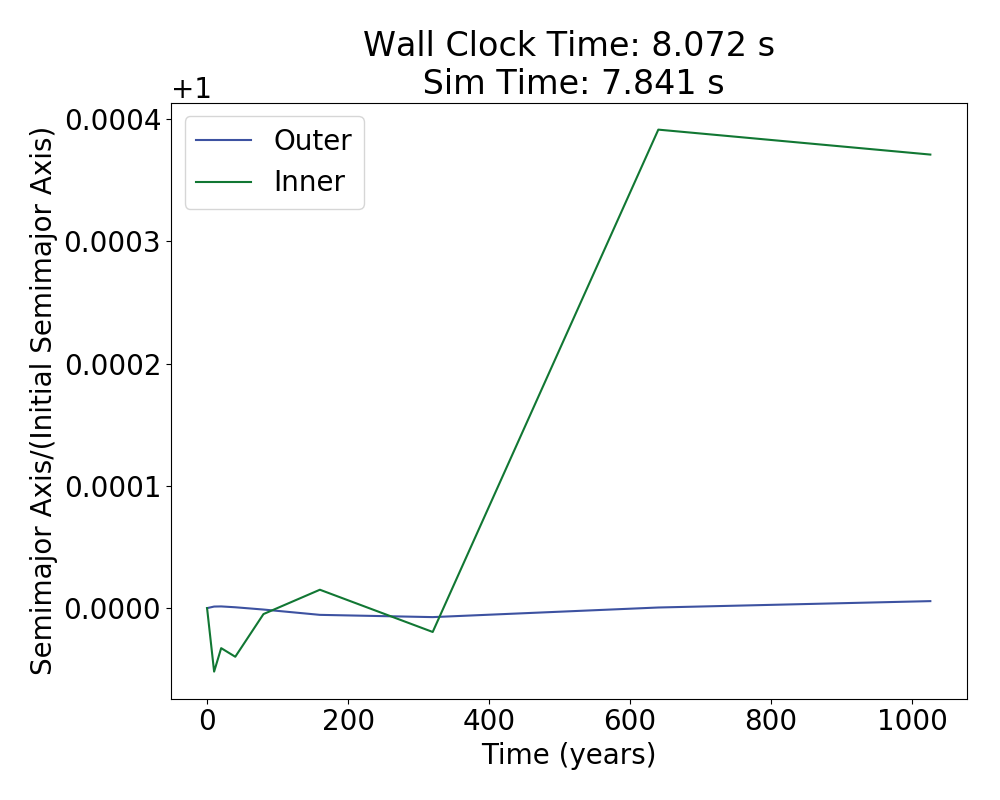 Wall Clock Time: 8.072 s
Sim Time: 7.841 s
+1
0.0004
0.0003
0.0002
0.0001
0.0000
Semimajor Axis/(Initial Semimajor Axis)
Outer
Inner
0 200 400 600 800 1000
Time (years)